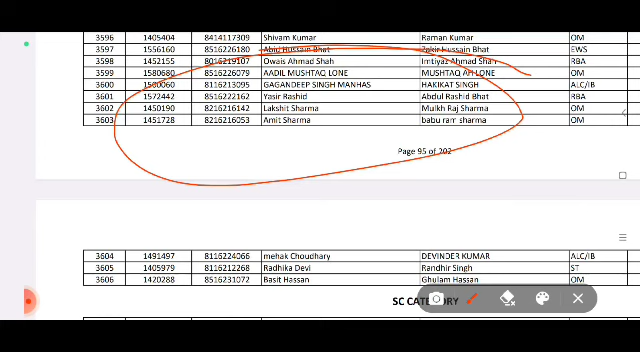 3596 1405404 8414117309 Shivam Kumar Raman Kumar OM
3597 1556160 8516226180 Abid Hussain Bhat Zakir Hussain Bhat EWS
3598 1452155 8016219107 Owais Ahmad Shah Imtiyaz Ahmad Shah RBA
3599 1580680 8516226079 AADIL MUSHTAQ LONE MUSHTAQ AH LONE OM
3600 8116213095 GAGANDEEP SINGH MANHAS HAKIKAT SINGH ALC/IB
3601 1572442 8516222162 Yasir Rashid Abdul Rashid Bhat RBA
3602 1450190 8216216142 Lakshit Sharma Mulkh Raj Sharma OM
3603 1451728 8216216053 Amit Sharma babu ram sharma OM
Page 95 of 202
3604 1491497 8116224066 mehak Choudhary DEVINDER KUMAR ALC/IB
3605 1405979 8116212268 Radhika Devi Randhir Singh ST
3606 1420288 8516231072 Basit Hassan Ghulam Hassan OM
SC CATEGORY